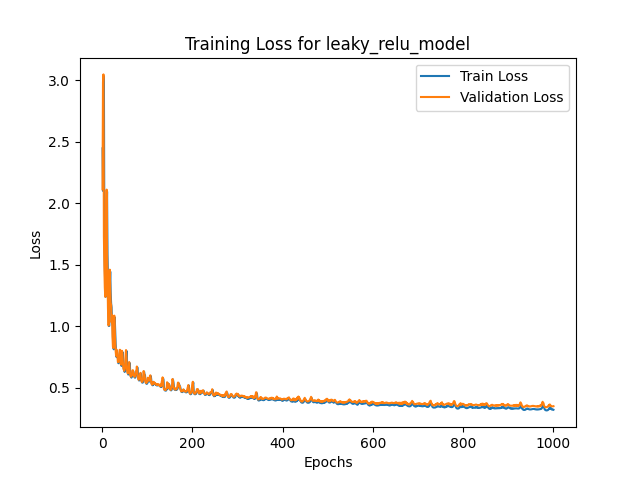 Training Loss for leaky_relu_model
Train Loss
Validation Loss
3.0
2.5
2.0
1.5
1.0
0.5
Loss
0
200
400
600
800
1000
Epochs